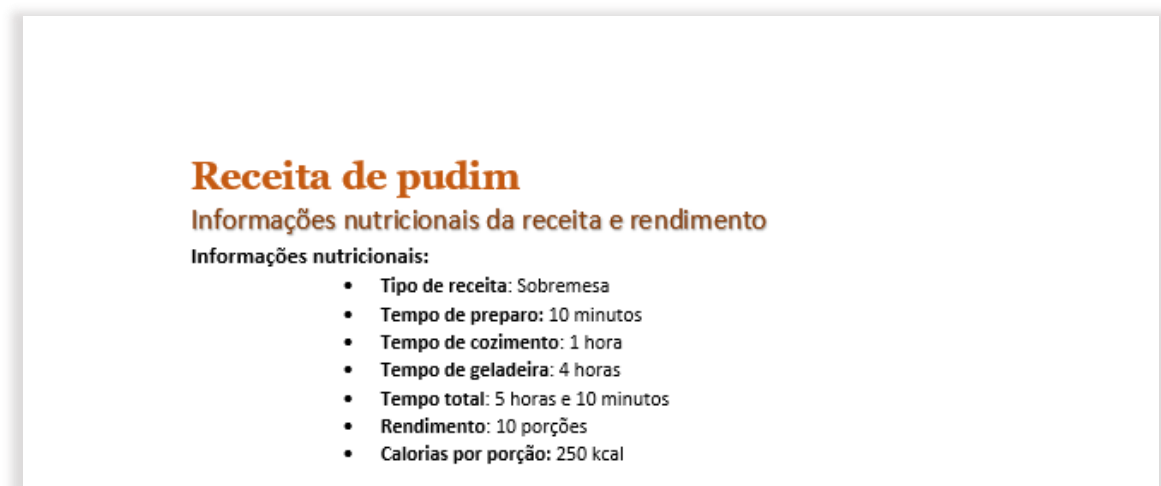 Receita de pudim
Informações nutricionais da receita e rendimento
Informações nutricionais:
• Tipo de receita: Sobremesa
• Tempo de preparo: 10 minutos
• Tempo de cozimento: 1 hora
• Tempo de geladeira: 4 horas
• Tempo total: 5 horas e 10 minutos
• Rendimento: 10 porções
• Calorias por porção: 250 kcal